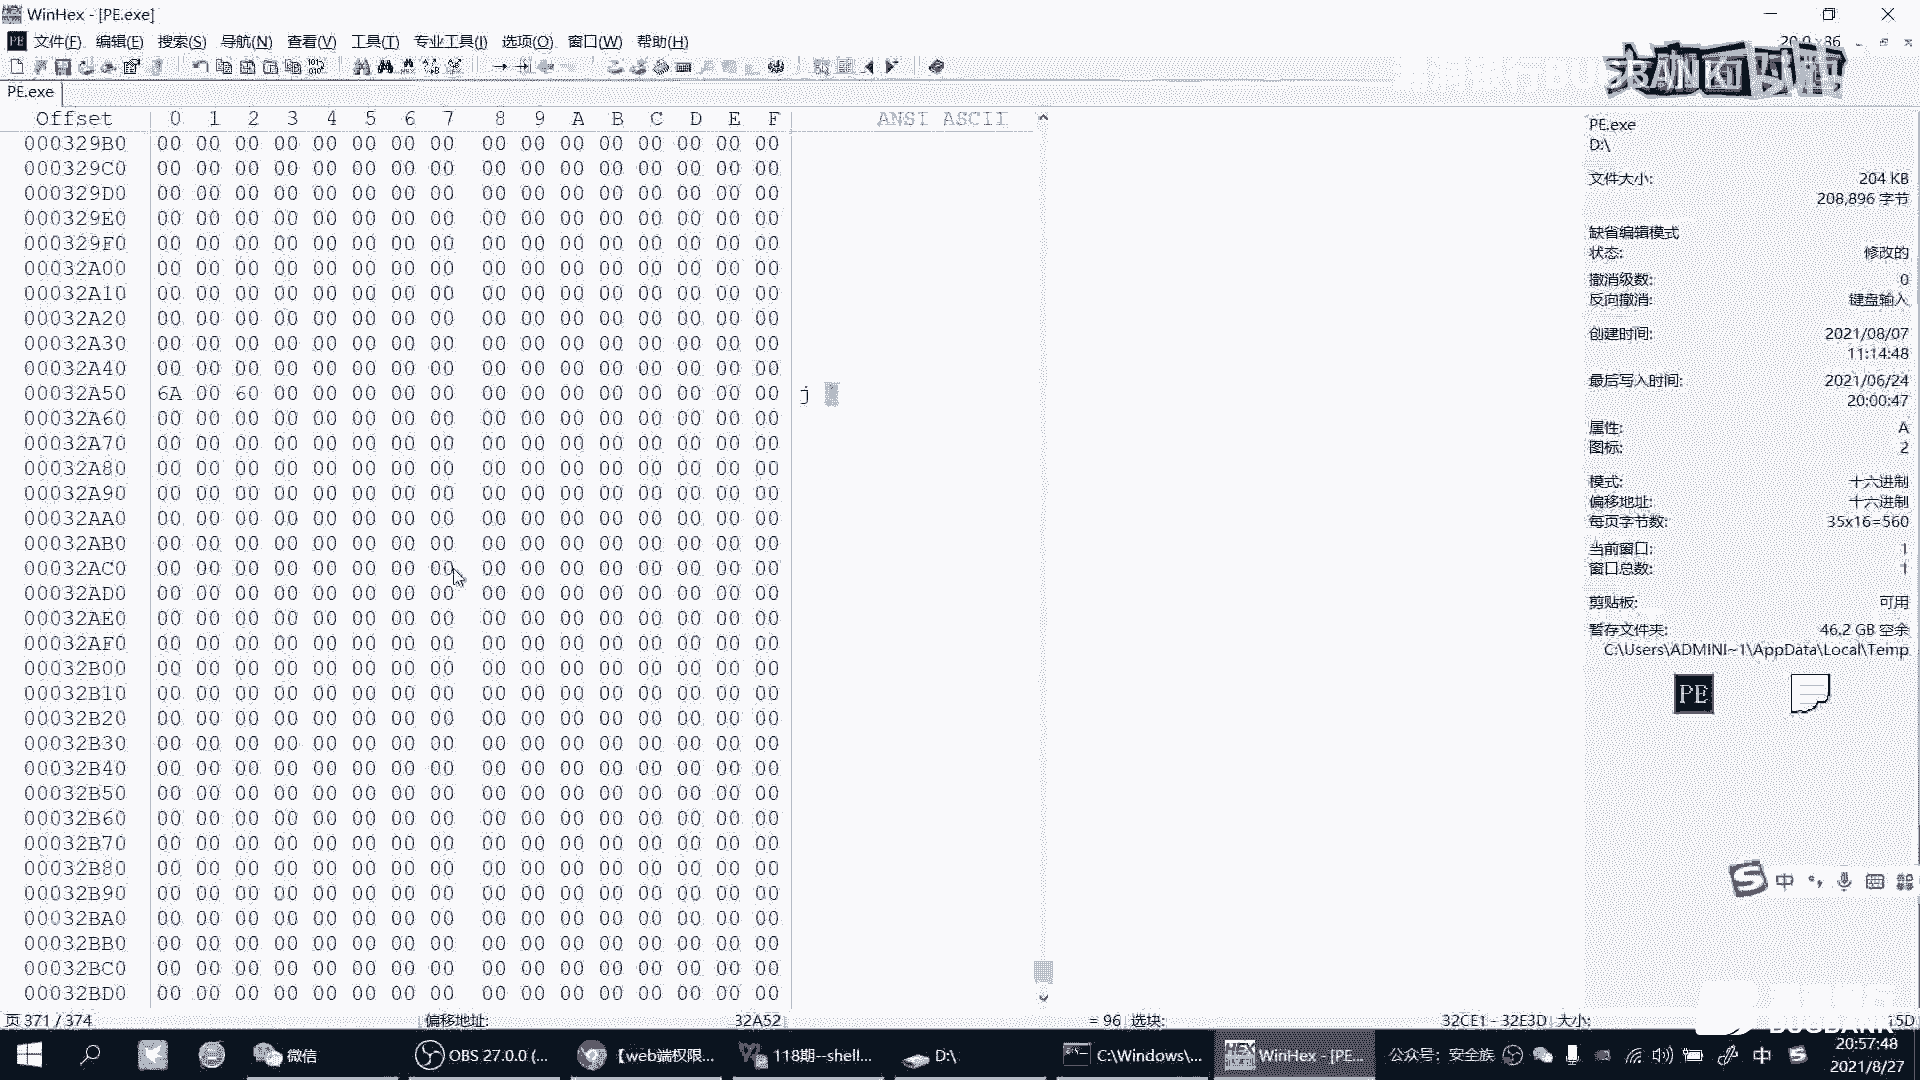 WinHex - [PE.exe]
文件(F) 编辑(E) 搜索(S) 导航(N) 查看(V) 工具(T) 专业工具(I) 选项(O) 窗口(W) 帮助(H)
PE.exe
Offset 0 1 2 3 4 5 6 7 8 9 A B C D E F ANSI ASCII
000329B0 00 00 00 00 00 00 00 00 00 00 00 00 00 00 00 00
000329C0 00 00 00 00 00 00 00 00 00 00 00 00 00 00 00 00
000329D0 00 00 00 00 00 00 00 00 00 00 00 00 00 00 00 00
000329E0 00 00 00 00 00 00 00 00 00 00 00 00 00 00 00 00
000329F0 00 00 00 00 00 00 00 00 00 00 00 00 00 00 00 00
00032A00 00 00 00 00 00 00 00 00 00 00 00 00 00 00 00 00
00032A10 00 00 00 00 00 00 00 00 00 00 00 00 00 00 00 00
00032A20 00 00 00 00 00 00 00 00 00 00 00 00 00 00 00 00
00032A30 00 00 00 00 00 00 00 00 00 00 00 00 00 00 00 00
00032A40 00 00 00 00 00 00 00 00 00 00 00 00 00 00 00 00
00032A50 6A 00 60 00 00 00 00 00 00 00 00 00 00 00 00 00 j
00032A60 00 00 00 00 00 00 00 00 00 00 00 00 00 00 00 00
00032A70 00 00 00 00 00 00 00 00 00 00 00 00 00 00 00 00
00032A80 00 00 00 00 00 00 00 00 00 00 00 00 00 00 00 00
00032A90 00 00 00 00 00 00 00 00 00 00 00 00 00 00 00 00
00032AA0 00 00 00 00 00 00 00 00 00 00 00 00 00 00 00 00
00032AB0 00 00 00 00 00 00 00 00 00 00 00 00 00 00 00 00
00032AC0 00 00 00 00 00 00 00 00 00 00 00 00 00 00 00 00
00032AD0 00 00 00 00 00 00 00 00 00 00 00 00 00 00 00 00
00032AE0 00 00 00 00 00 00 00 00 00 00 00 00 00 00 00 00
00032AF0 00 00 00 00 00 00 00 00 00 00 00 00 00 00 00 00
00032B00 00 00 00 00 00 00 00 00 00 00 00 00 00 00 00 00
00032B10 00 00 00 00 00 00 00 00 00 00 00 00 00 00 00 00
00032B20 00 00 00 00 00 00 00 00 00 00 00 00 00 00 00 00
00032B30 00 00 00 00 00 00 00 00 00 00 00 00 00 00 00 00
00032B40 00 00 00 00 00 00 00 00 00 00 00 00 00 00 00 00
00032B50 00 00 00 00 00 00 00 00 00 00 00 00 00 00 00 00
00032B60 00 00 00 00 00 00 00 00 00 00 00 00 00 00 00 00
00032B70 00 00 00 00 00 00 00 00 00 00 00 00 00 00 00 00
00032B80 00 00 00 00 00 00 00 00 00 00 00 00 00 00 00 00
00032B90 00 00 00 00 00 00 00 00 00 00 00 00 00 00 00 00
00032BA0 00 00 00 00 00 00 00 00 00 00 00 00 00 00 00 00
00032BB0 00 00 00 00 00 00 00 00 00 00 00 00 00 00 00 00
00032BC0 00 00 00 00 00 00 00 00 00 00 00 00 00 00 00 00
00032BD0 00 00 00 00 00 00 00 00 00 00 00 00 00 00 00 00
PE.exe
D:\
文件大小: 204 KB
208,896 字节
缺省编辑模式
状态: 修改的
撤消级数: 0
反向撤消: 键盘输入
创建时间: 2021/08/07
11:14:48
最后写入时间: 2021/06/24
20:00:47
属性: A
图标: 2
模式: 十六进制
偏移地址: 十六进制
每页字节数: 35x16=560
当前窗口: 1
窗口总数: 1
剪贴板: 可用
暂存文件夹: 46.2 GB 空余
C:\Users\ADMINI~1\AppData\Local\Temp
PE
中
页 371 / 374 偏移地址: 32A52 = 96 选块: 32CE1 - 32E3D 大小: 15D
微信 OBS 27.0.0 (... 【web端权限... 118期--shell... D:\ C:\Windows\... WinHex - [PE... 公众号：安全族 中
20:57:48
2021/8/27